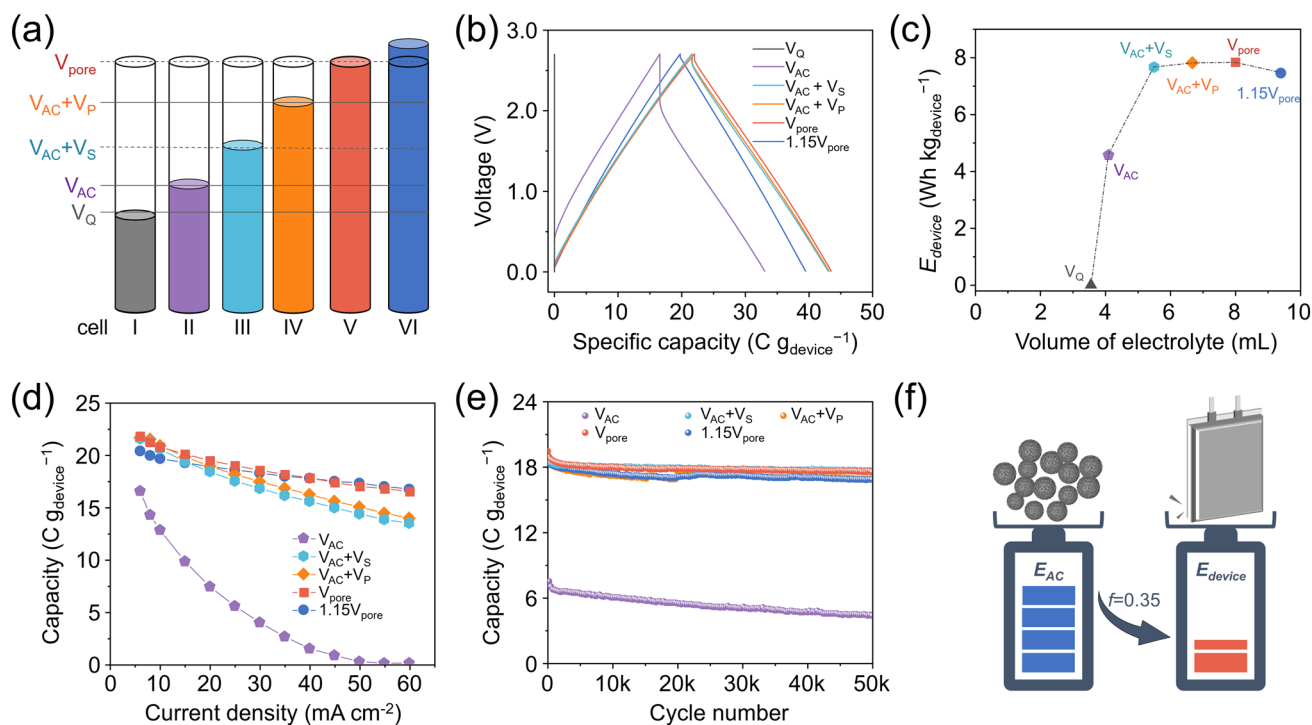 (a)
V_pore
V_AC+V_P
V_AC+V_S
V_AC
V_Q
cell I II III IV V VI
(b)
3.0
2.0
1.0
0.0
Voltage (V)
V_Q
V_AC
V_AC + V_S
V_AC + V_P
V_pore
1.15V_pore
0 10 20 30 40 50
Specific capacity (C g_device⁻¹)
(c)
10
8
6
4
2
0
E_device (Wh kg_device⁻¹)
V_AC+V_S
V_pore
V_AC+V_P
1.15V_pore
V_AC
V_Q
0 2 4 6 8 10
Volume of electrolyte (mL)
(d)
25
20
15
10
5
0
Capacity (C g_device⁻¹)
V_AC
V_AC+V_S
V_AC+V_P
V_pore
1.15V_pore
0 10 20 30 40 50 60
Current density (mA cm⁻²)
(e)
24
18
12
6
0
Capacity (C g_device⁻¹)
V_AC V_AC+V_S V_AC+V_P
V_pore 1.15V_pore
0 10k 20k 30k 40k 50k
Cycle number
(f)
E_AC
E_device
f=0.35